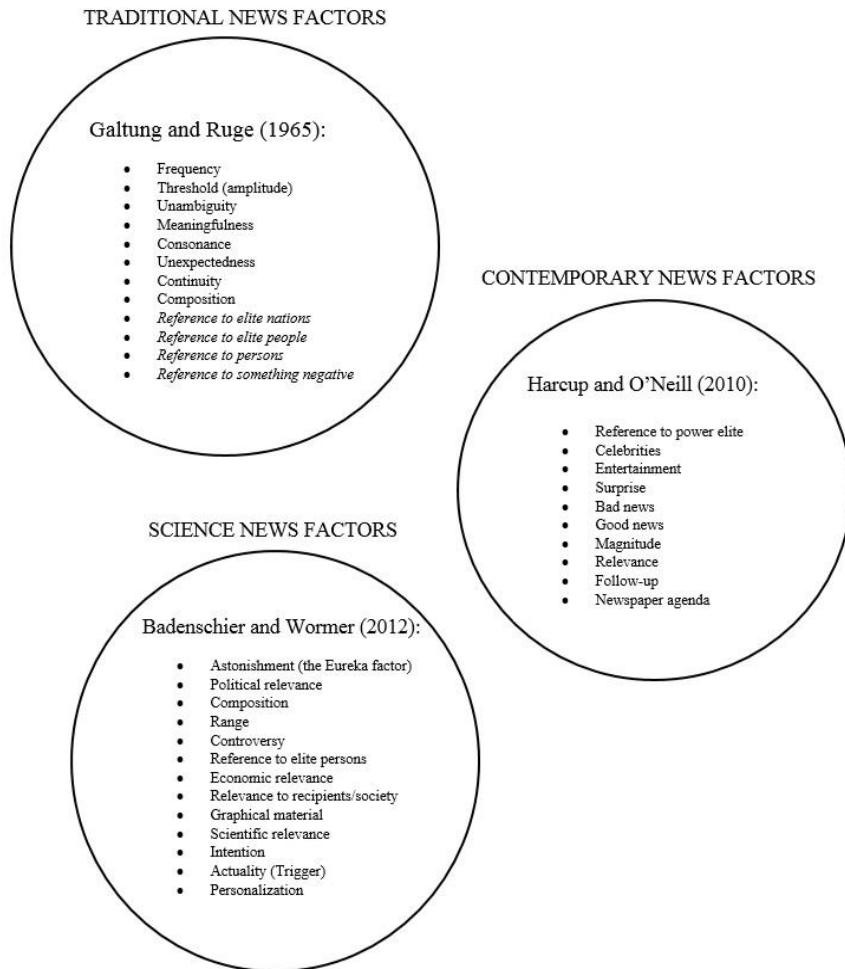 TRADITIONAL NEWS FACTORS
Galtung and Ruge (1965):
• Frequency
• Threshold (amplitude)
• Unambiguity
• Meaningfulness
• Consonance
• Unexpectedness
• Continuity
• Composition
• Reference to elite nations
• Reference to elite people
• Reference to persons
• Reference to something negative
CONTEMPORARY NEWS FACTORS
Harcup and O’Neill (2010):
• Reference to power elite
• Celebrities
• Entertainment
• Surprise
• Bad news
• Good news
• Magnitude
• Relevance
• Follow-up
• Newspaper agenda
SCIENCE NEWS FACTORS
Badenschier and Wormer (2012):
• Astonishment (the Eureka factor)
• Political relevance
• Composition
• Range
• Controversy
• Reference to elite persons
• Economic relevance
• Relevance to recipients/society
• Graphical material
• Scientific relevance
• Intention
• Actuality (Trigger)
• Personalization